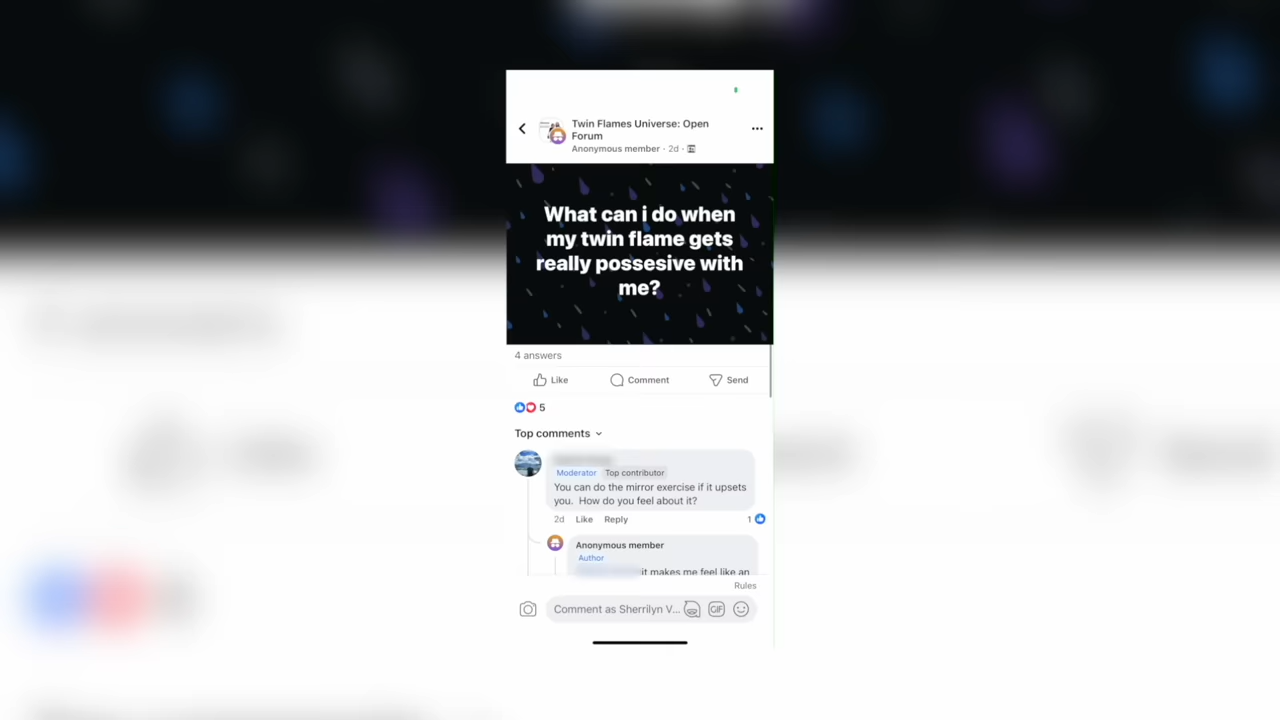 Twin Flames Universe: Open
Forum
Anonymous member · 2d ·
What can i do when
my twin flame gets
really possesive with
me?
4 answers
Like
Comment
Send
5
Top comments
Moderator Top contributor
You can do the mirror exercise if it upsets
you. How do you feel about it?
2d Like Reply 1
Anonymous member
Author
it makes me feel like an
Rules
Comment as Sherrilyn V... GIF